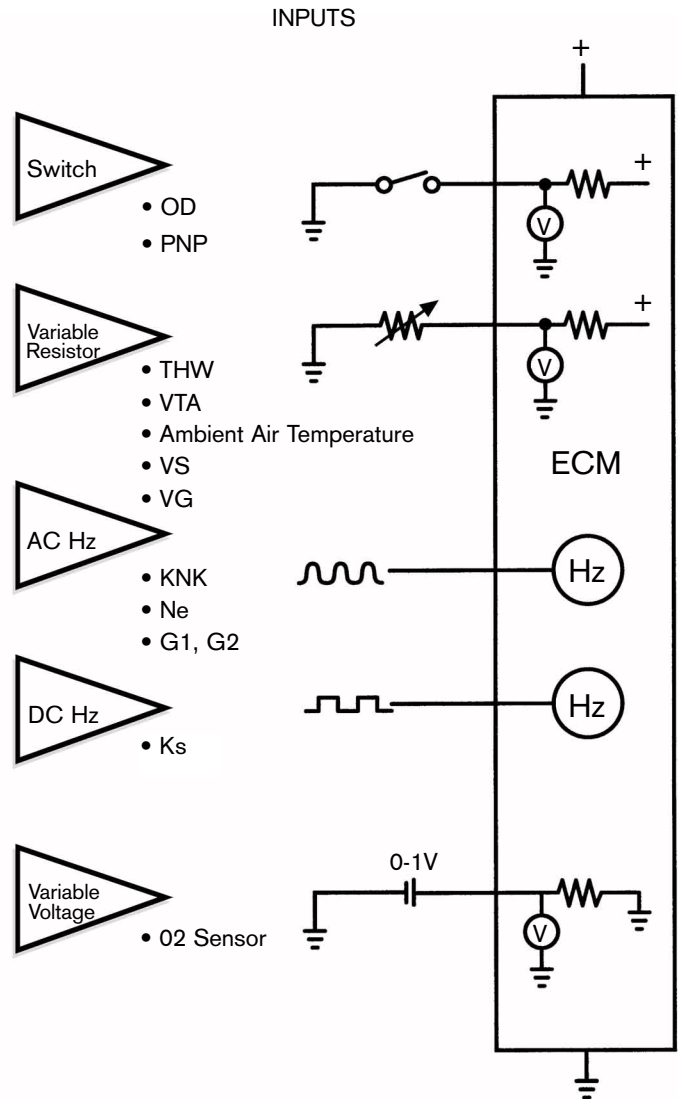 INPUTS
+
Switch
+
V
• OD
• PNP
Variable
Resistor
+
V
• THW
• VTA
• Ambient Air Temperature
• VS
• VG
ECM
AC Hz
Hz
• KNK
• Ne
• G1, G2
DC Hz
Hz
• Ks
0-1V
Variable
Voltage
V
• 02 Sensor